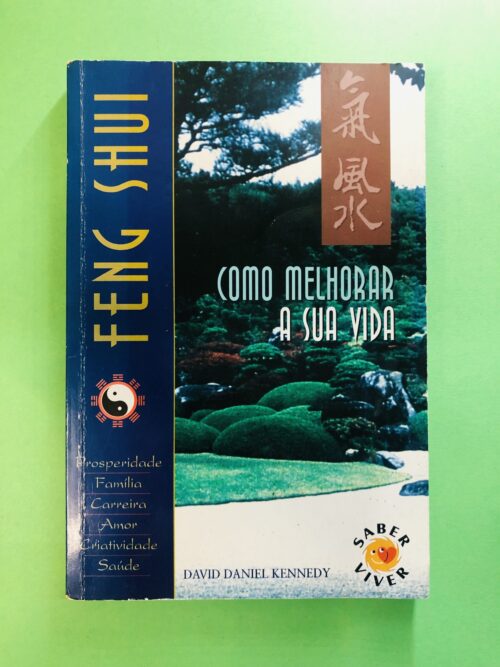 FENG SHUI
氣
風
水
COMO MELHORAR
A SUA VIDA
Prosperidade
Família
Carreira
Amor
Criatividade
Saúde
DAVID DANIEL KENNEDY
SABER
VIVER